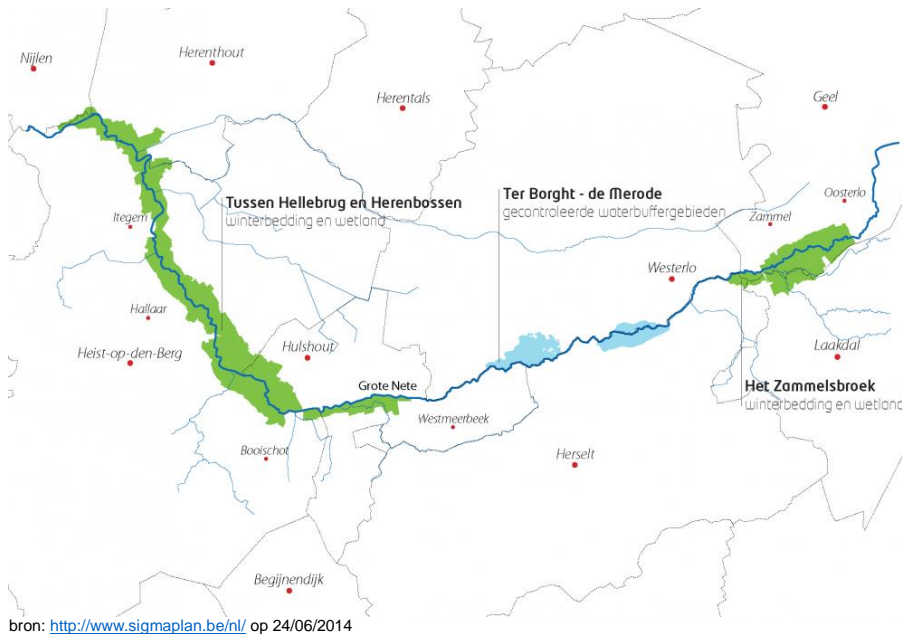 Nijlen
Herenthout
Herentals
Geel
Tussen Hellebrug en Herenbossen
winterbedding en wetland
Ter Borght - de Merode
gecontroleerde waterbuffergebieden
Oosterlo
Zammel
Itegem
Westerlo
Hallaar
Heist-op-den-Berg
Hulshout
Laakdal
Grote Nete
Het Zammelsbroek
winterbedding en wetland
Westmeerbeek
Booischot
Herselt
Begijnendijk
bron: http://www.sigmaplan.be/nl/ op 24/06/2014